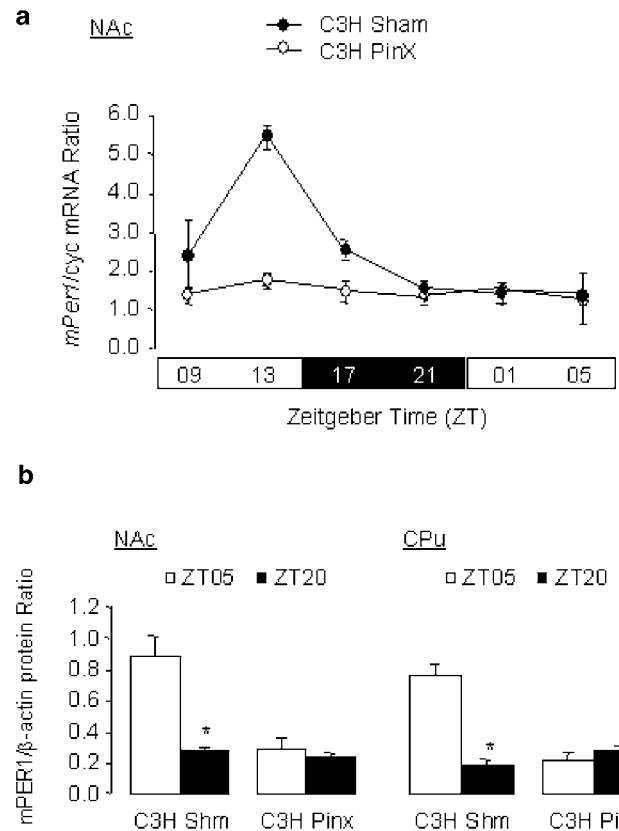 a
NAc
C3H Sham
C3H PinX
mPer1/cyc mRNA Ratio
6.0
5.0
4.0
3.0
2.0
1.0
0.0
09 13 17 21 01 05
Zeitgeber Time (ZT)
b
NAc
CPu
ZT05 ZT20
ZT05 ZT20
mPER1/β-actin protein Ratio
1.2
1.0
0.8
0.6
0.4
0.2
0.0
*
*
C3H Shm C3H Pinx
C3H Shm C3H Pi